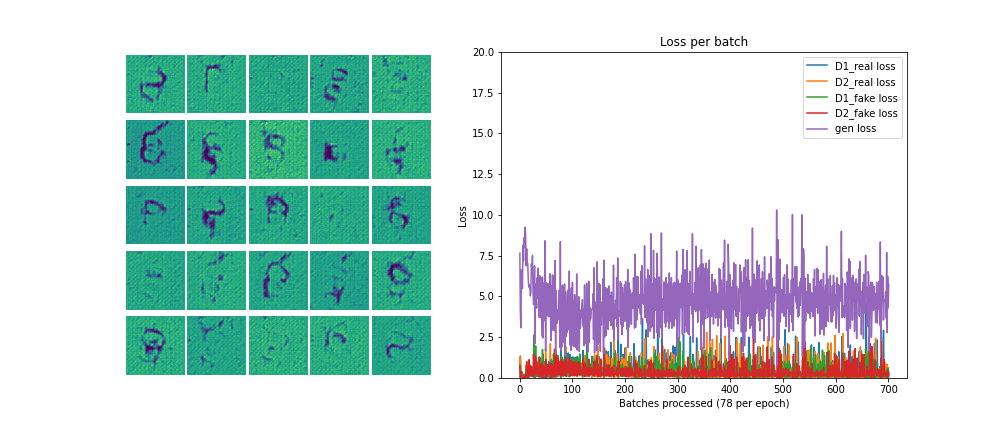 Loss per batch
20.0
17.5
15.0
12.5
10.0
7.5
5.0
2.5
0.0
Loss
D1_real loss
D2_real loss
D1_fake loss
D2_fake loss
gen loss
0 100 200 300 400 500 600 700
Batches processed (78 per epoch)